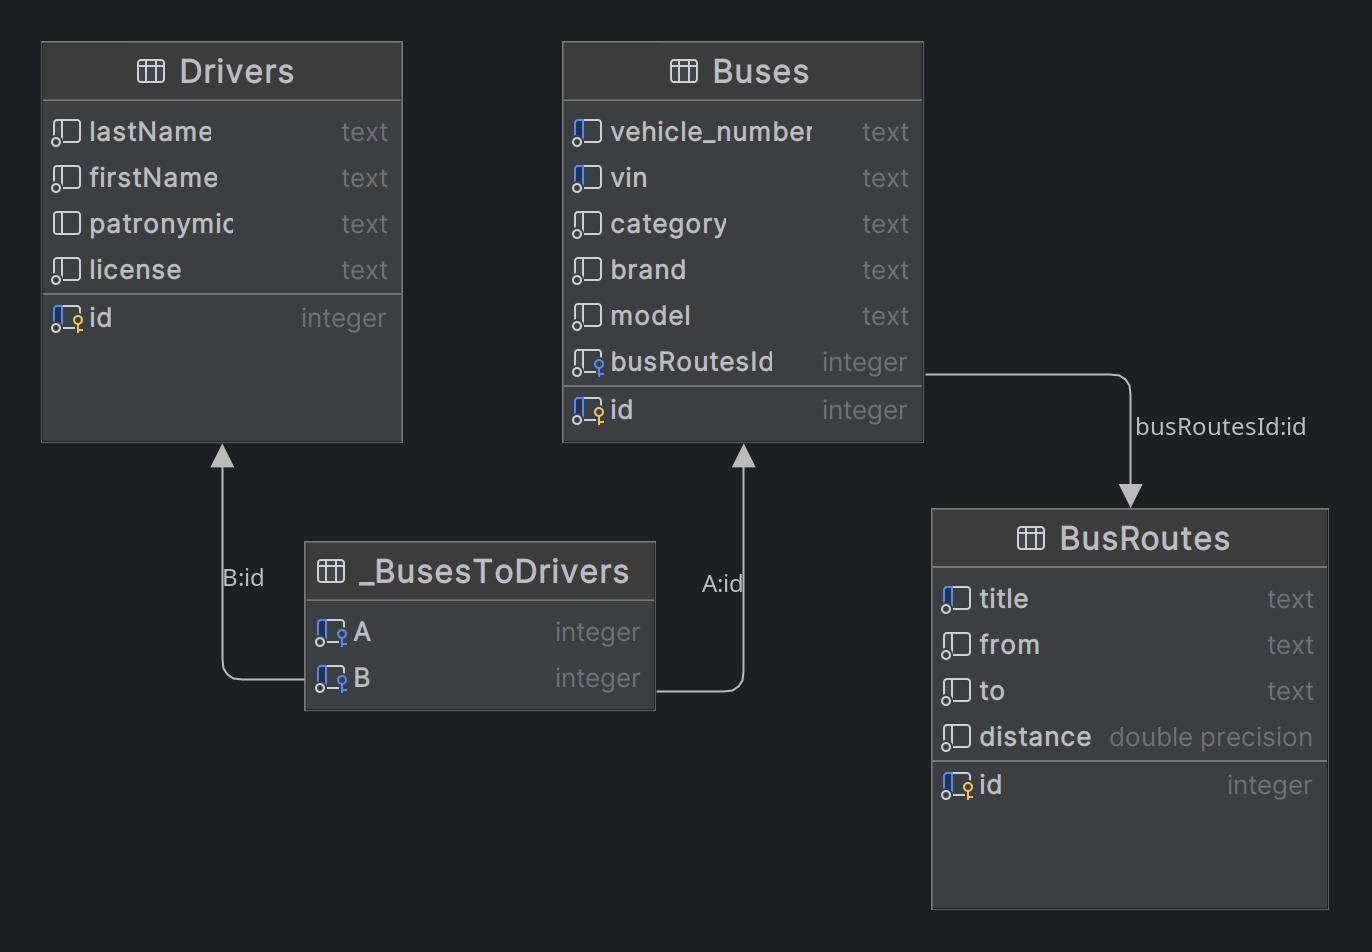 Drivers
lastName text
firstName text
patronymic text
license text
id integer
Buses
vehicle_number text
vin text
category text
brand text
model text
busRoutesId integer
id integer
busRoutesId:id
B:id
A:id
_BusesToDrivers
A integer
B integer
BusRoutes
title text
from text
to text
distance double precision
id integer